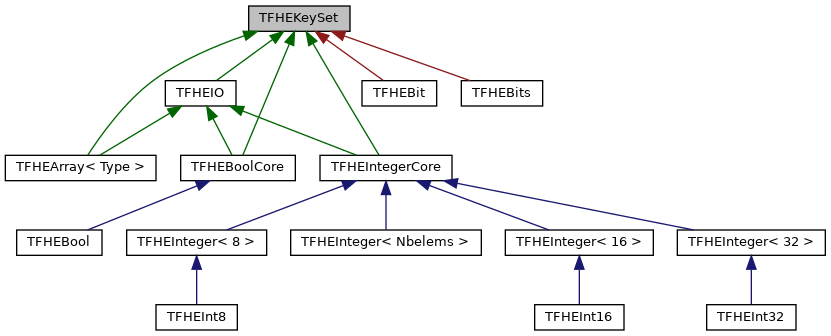 TFHEKeySet
TFHEIO
TFHEBit
TFHEBits
TFHEArray< Type >
TFHEBoolCore
TFHEIntegerCore
TFHEBool
TFHEInteger< 8 >
TFHEInteger< Nbelems >
TFHEInteger< 16 >
TFHEInteger< 32 >
TFHEInt8
TFHEInt16
TFHEInt32